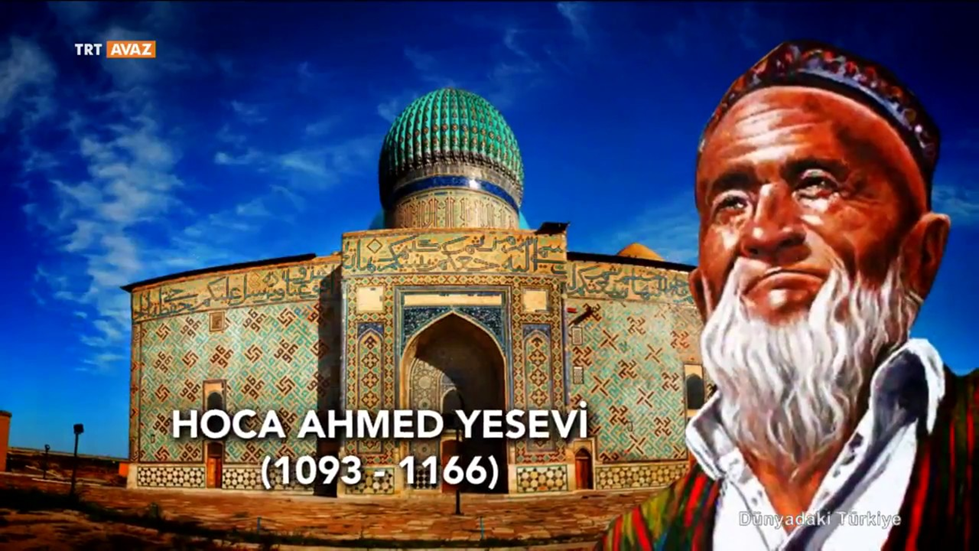 TRT AVAZ
HOCA AHMED YESEVİ
(1093 - 1166)
Dünyadaki Türkiye